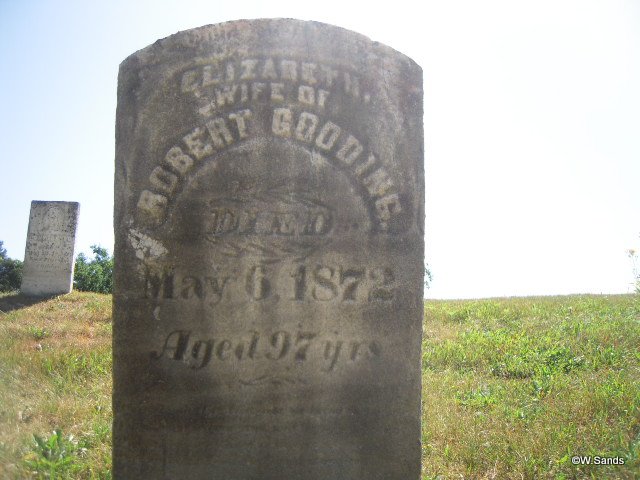 ELIZABETH,
WIFE OF
ROBERT GOODING.
DIED
May 6, 1872
Aged 97 yrs
©W.Sands